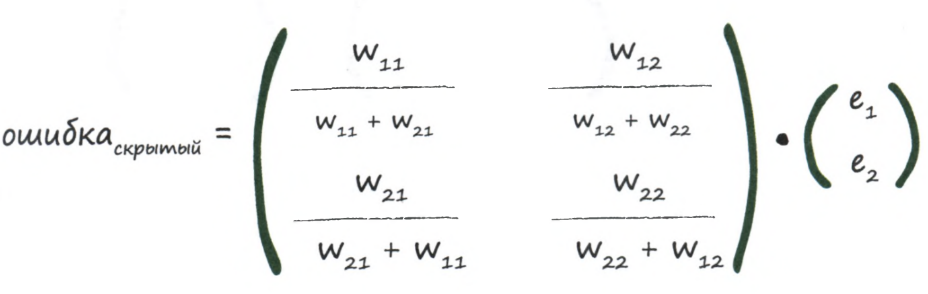 w₁₁ w₁₂
w₁₁ + w₂₁ w₁₂ + w₂₂ e₁
ошибка скрытый = •
w₂₁ w₂₂ e₂
w₂₁ + w₁₁ w₂₂ + w₁₂